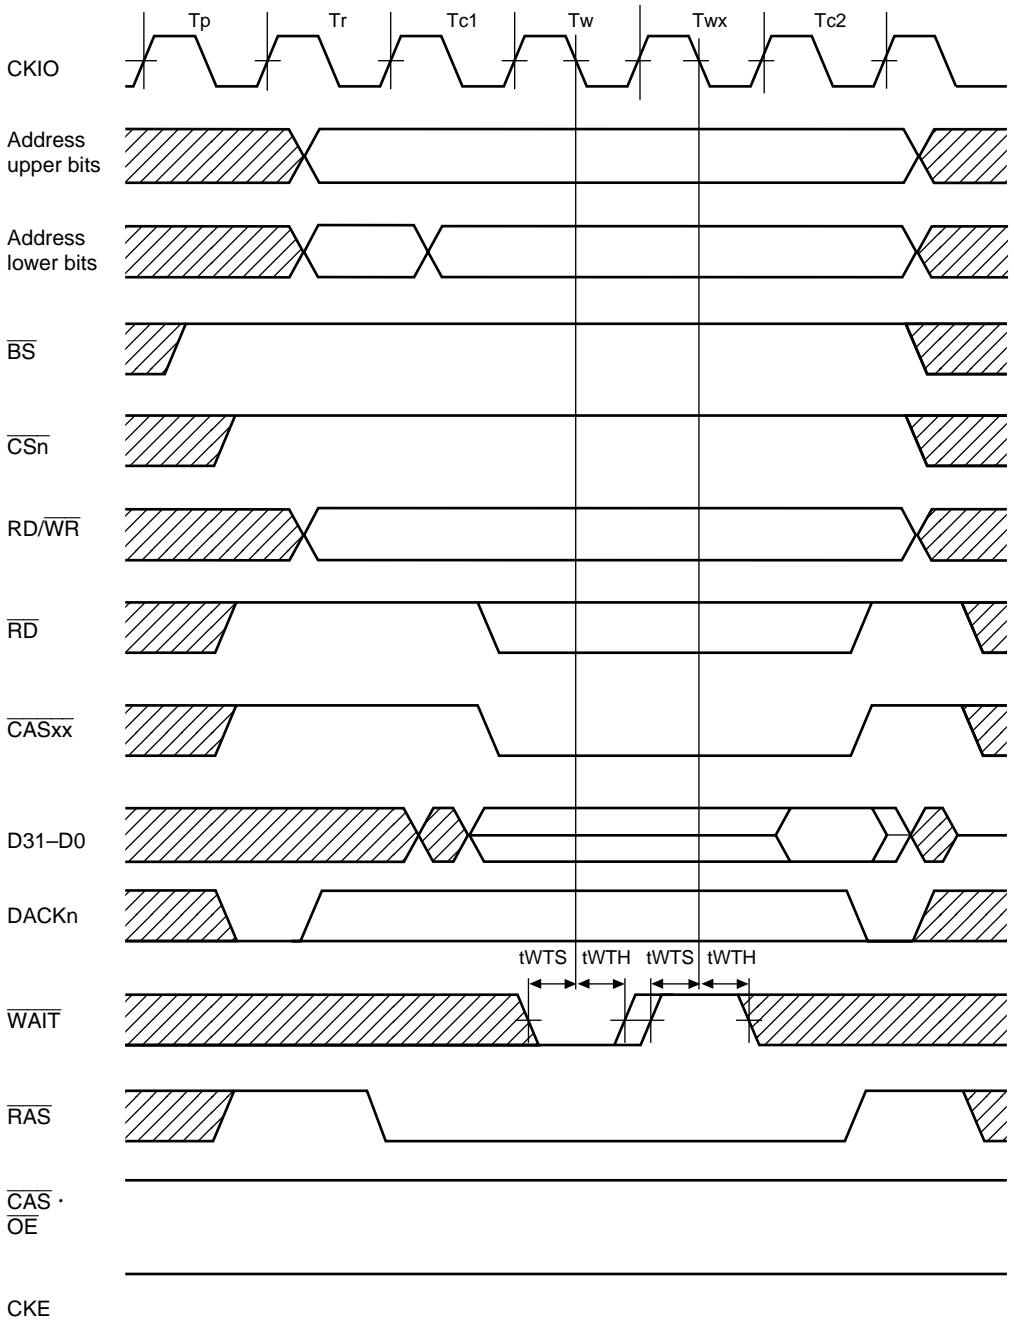 Tp Tr Tc1 Tw Twx Tc2
CKIO
Address
upper bits
Address
lower bits
BS
CSn
RD/WR
RD
CASxx
D31–D0
DACKn
tWTS tWTH tWTS tWTH
WAIT
RAS
CAS ·
OE
CKE